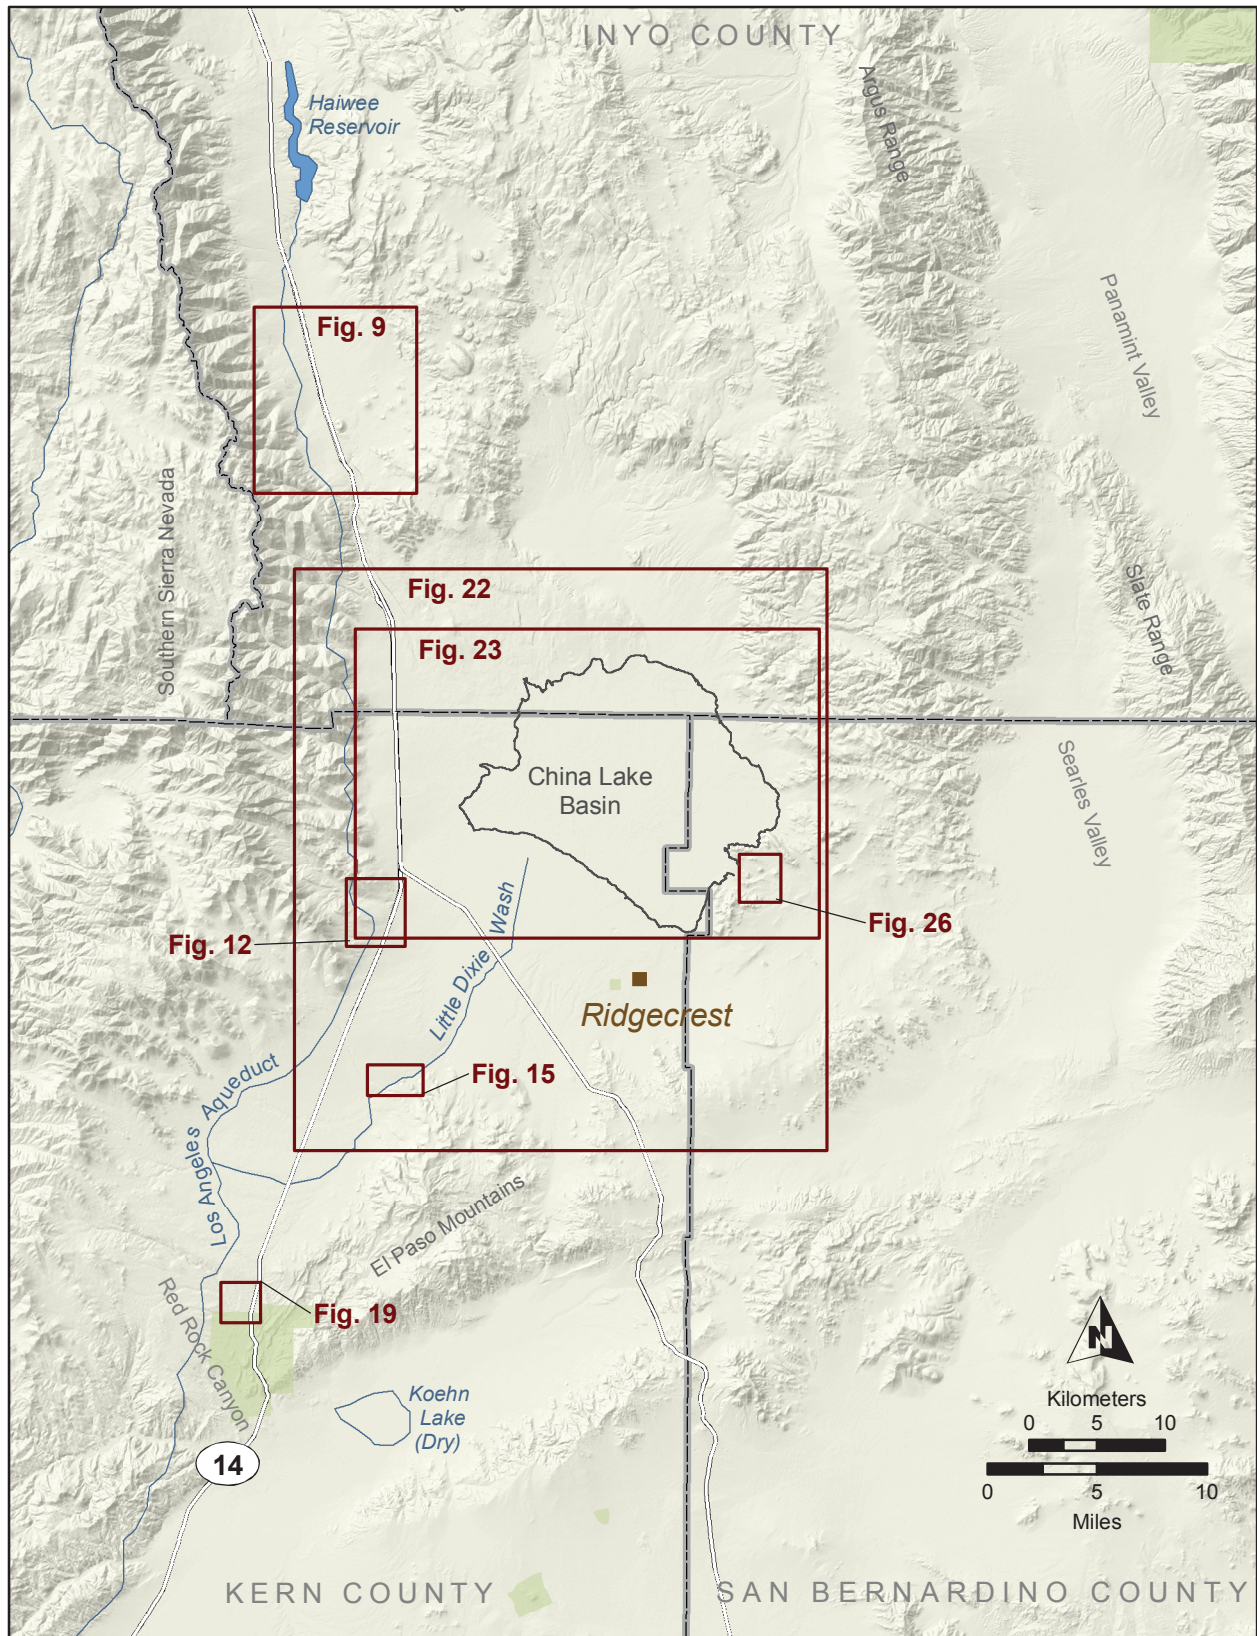 INYO COUNTY
Haiwee
Reservoir
Argus Range
Panamint Valley
Fig. 9
Southern Sierra Nevada
Fig. 22
Slate Range
Fig. 23
China Lake
Basin
Searles Valley
Little Dixie Wash
Fig. 26
Fig. 12
Ridgecrest
Fig. 15
Los Angeles Aqueduct
El Paso Mountains
Red Rock Canyon
Fig. 19
N
Koehn
Lake
(Dry)
Kilometers
0 5 10
14
0 5 10
Miles
KERN COUNTY
SAN BERNARDINO COUNTY